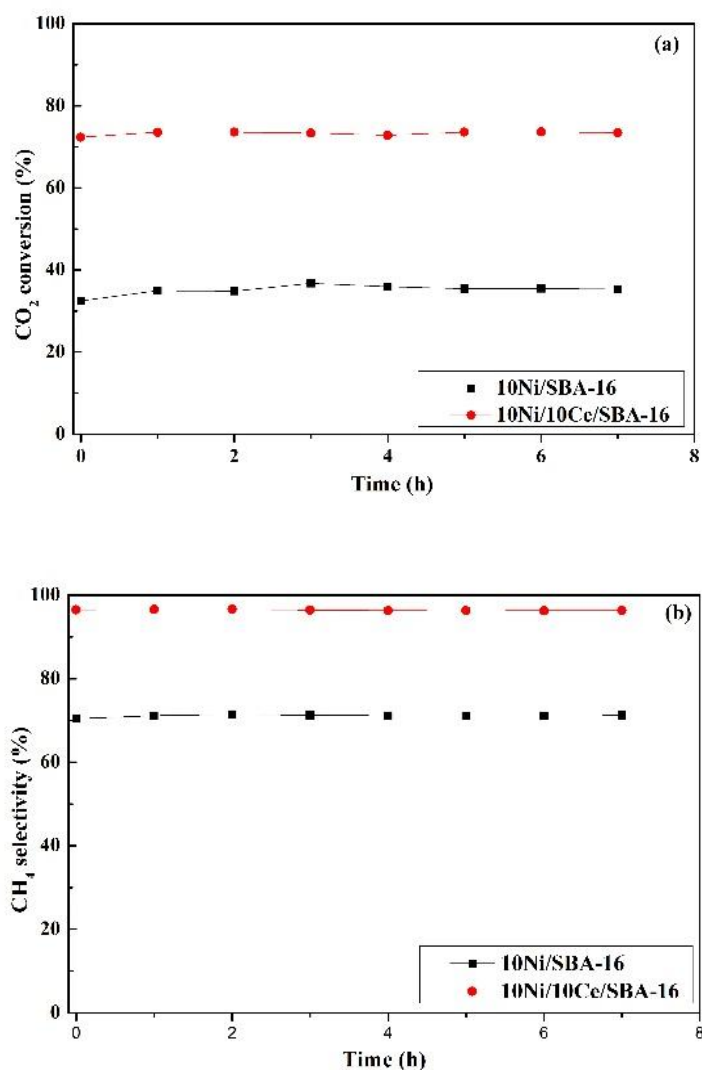 (a)
100
80
60
40
20
0
CO₂ conversion (%)
10Ni/SBA-16
10Ni/10Ce/SBA-16
0 2 4 6 8
Time (h)
(b)
100
80
60
40
20
0
CH₄ selectivity (%)
10Ni/SBA-16
10Ni/10Ce/SBA-16
0 2 4 6 8
Time (h)